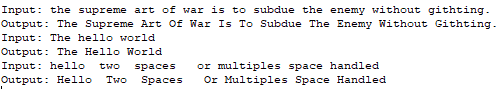 Input: the supreme art of war is to subdue the enemy without githting.
Output: The Supreme Art Of War Is To Subdue The Enemy Without Githting.
Input: The hello world
Output: The Hello World
Input: hello  two  spaces   or multiples space handled
Output: Hello  Two  Spaces   Or Multiples Space Handled